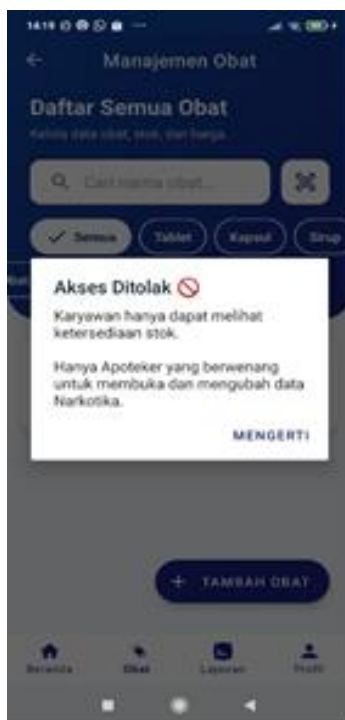 14.19
Manajemen Obat
Daftar Semua Obat
Kelola data obat, stok, dan harga.
Cari nama obat...
Semua
Tablet
Kapsul
Sirup
Akses Ditolak 🚫
Karyawan hanya dapat melihat
ketersediaan stok.
Hanya Apoteker yang berwenang
untuk membuka dan mengubah data
Narkotika.
MENGERTI
+ TAMBAH OBAT
Beranda
Obat
Laporan
Profil